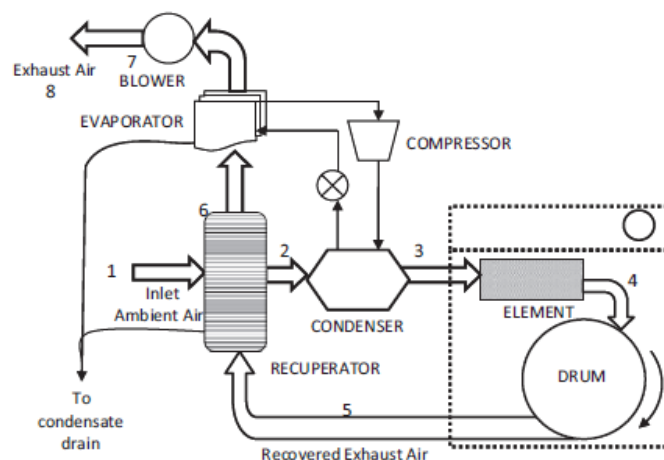 7
BLOWER
Exhaust Air
8
EVAPORATOR
COMPRESSOR
6
1
2
3
4
Inlet
Ambient Air
CONDENSER
ELEMENT
RECUPERATOR
DRUM
To
condensate
drain
5
Recovered Exhaust Air